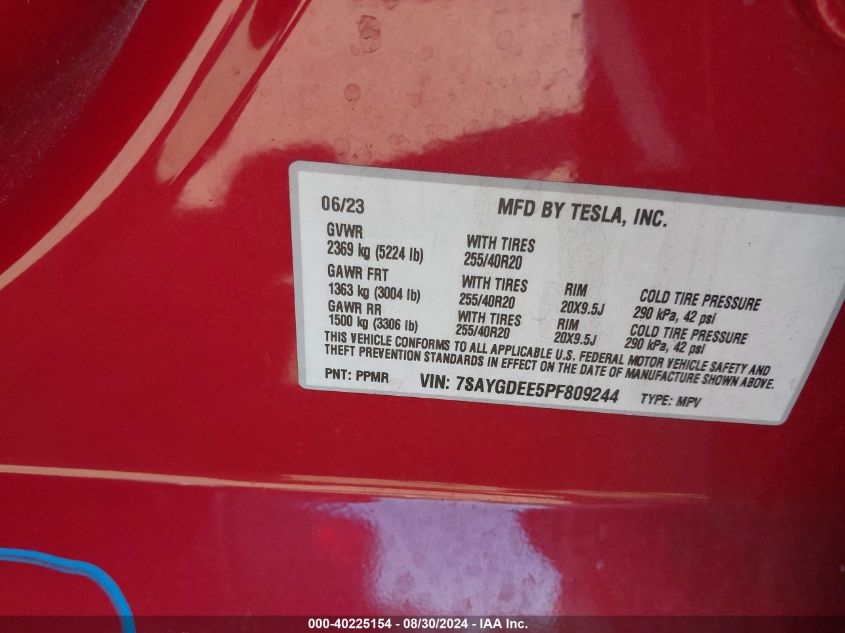 06/23 MFD BY TESLA, INC.
GVWR
2369 kg (5224 lb) WITH TIRES
255/40R20
GAWR FRT
1363 kg (3004 lb) WITH TIRES
255/40R20 RIM
20X9.5J COLD TIRE PRESSURE
290 kPa, 42 psi
GAWR RR
1500 kg (3306 lb) WITH TIRES
255/40R20 RIM
20X9.5J COLD TIRE PRESSURE
290 kPa, 42 psi
THIS VEHICLE CONFORMS TO ALL APPLICABLE U.S. FEDERAL MOTOR VEHICLE SAFETY AND
THEFT PREVENTION STANDARDS IN EFFECT ON THE DATE OF MANUFACTURE SHOWN ABOVE.
PNT: PPMR VIN: 7SAYGDEE5PF809244 TYPE: MPV
000-40225154 - 08/30/2024 - IAA Inc.